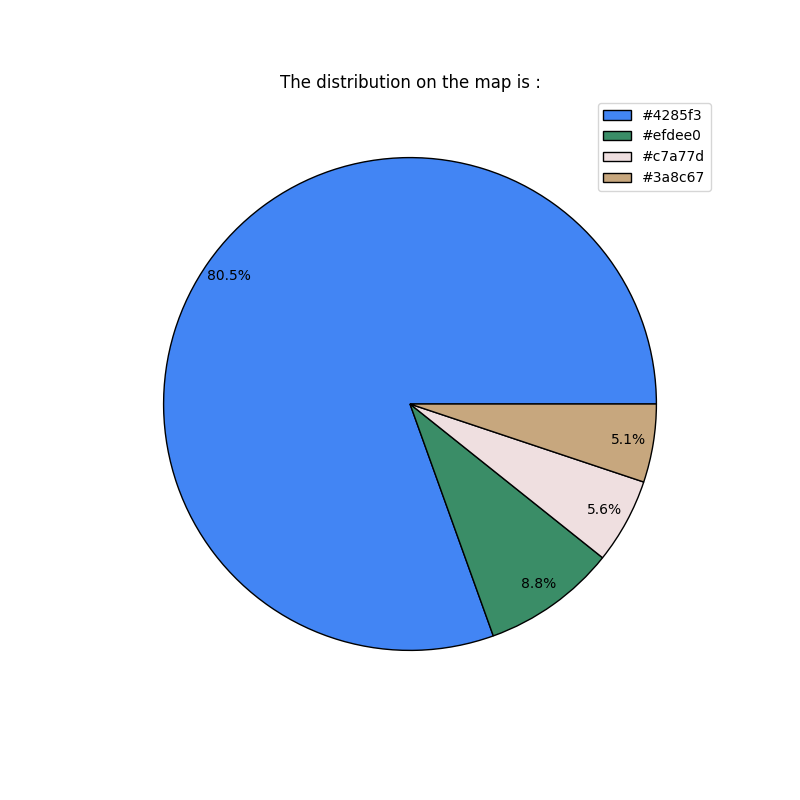 The distribution on the map is :
#4285f3
#efdee0
#c7a77d
#3a8c67
80.5%
5.1%
5.6%
8.8%